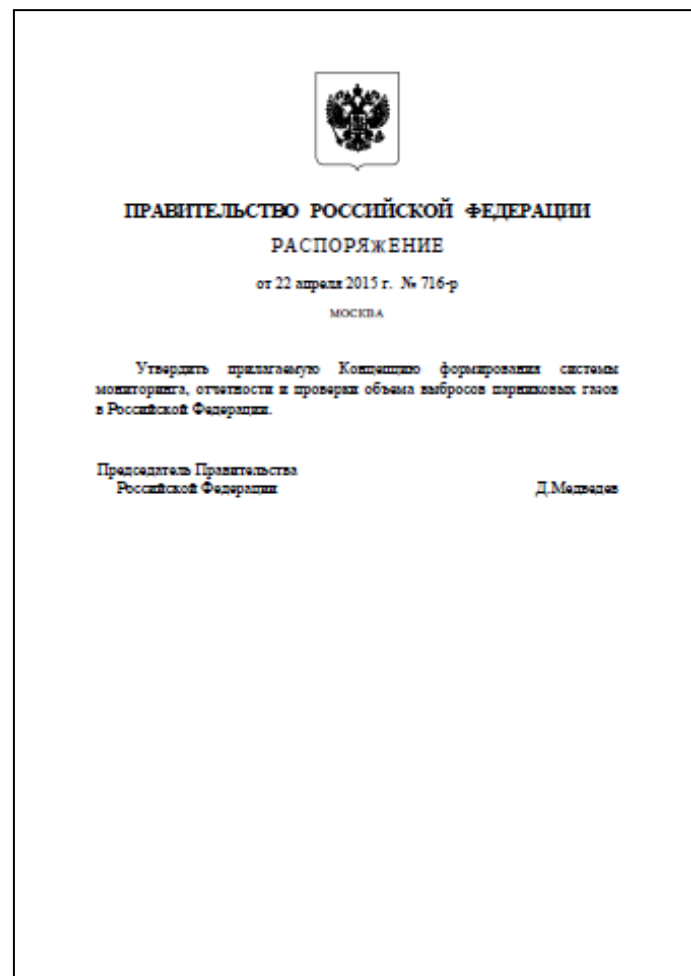 ПРАВИТЕЛЬСТВО РОССИЙСКОЙ ФЕДЕРАЦИИ
РАСПОРЯЖЕНИЕ
от 22 апреля 2015 г. № 716-р
МОСКВА
Утвердить прилагаемую Концепцию формирования системы
мониторинга, отчетности и проверки объема выбросов парниковых газов
в Российской Федерации.
Председатель Правительства
Российской Федерации
Д.Медведев